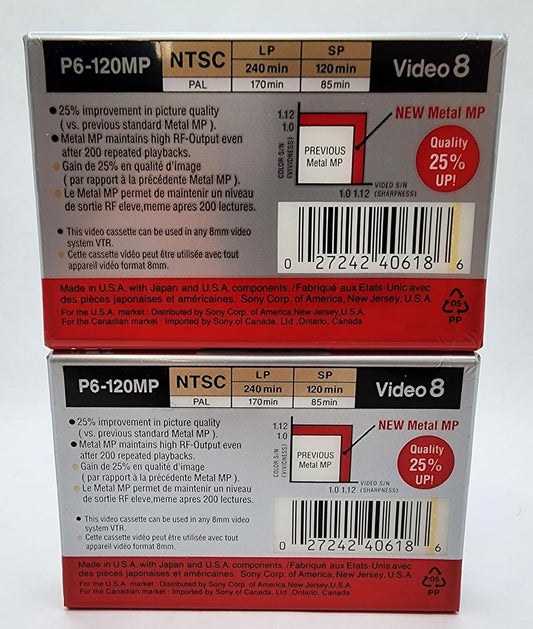 P6-120MP NTSC LP SP Video 8
240 min 120 min
PAL 170 min 85 min
● 25% improvement in picture quality
( vs. previous standard Metal MP ).
● Metal MP maintains high RF-Output even
after 200 repeated playbacks.
● Gain de 25% en qualité d'image
( par rapport à la précédente Metal MP ).
● Le Metal MP permet de maintenir un niveau
de sortie RF eleve,meme apres 200 lectures.
● This video cassette can be used in any 8mm video
system VTR.
● Cette cassette vidéo peut être utilisée avec tout
appareil vidéo format 8mm.
COLOR S/N
(VIVIDNESS)
1.12
1.0
NEW Metal MP
PREVIOUS
Metal MP
1.0 1.12
VIDEO S/N
(SHARPNESS)
Quality
25%
UP!
0 27242 40618 6
Made in U.S.A. with Japan and U.S.A. components. /Fabriqué aux Etats-Unis avec
des pièces japonaises et américaines. Sony Corp. of America, New Jersey, U.S.A.
For the U.S.A. market : Distributed by Sony Corp. of America,New Jersey,U.S.A
For the Canadian market : Imported by Sony of Canada, Ltd.,Ontario, Canada
05
PP
P6-120MP NTSC LP SP Video 8
240 min 120 min
PAL 170 min 85 min
● 25% improvement in picture quality
( vs. previous standard Metal MP ).
● Metal MP maintains high RF-Output even
after 200 repeated playbacks.
● Gain de 25% en qualité d'image
( par rapport à la précédente Metal MP ).
● Le Metal MP permet de maintenir un niveau
de sortie RF eleve,meme apres 200 lectures.
● This video cassette can be used in any 8mm video
system VTR.
● Cette cassette vidéo peut être utilisée avec tout
appareil vidéo format 8mm.
COLOR S/N
(VIVIDNESS)
1.12
1.0
NEW Metal MP
PREVIOUS
Metal MP
1.0 1.12
VIDEO S/N
(SHARPNESS)
Quality
25%
UP!
0 27242 40618 6
Made in U.S.A. with Japan and U.S.A. components. /Fabriqué aux Etats-Unis avec
des pièces japonaises et américaines. Sony Corp. of America, New Jersey, U.S.A.
For the U.S.A. market : Distributed by Sony Corp. of America,New Jersey,U.S.A
For the Canadian market : Imported by Sony of Canada, Ltd.,Ontario, Canada
05
PP